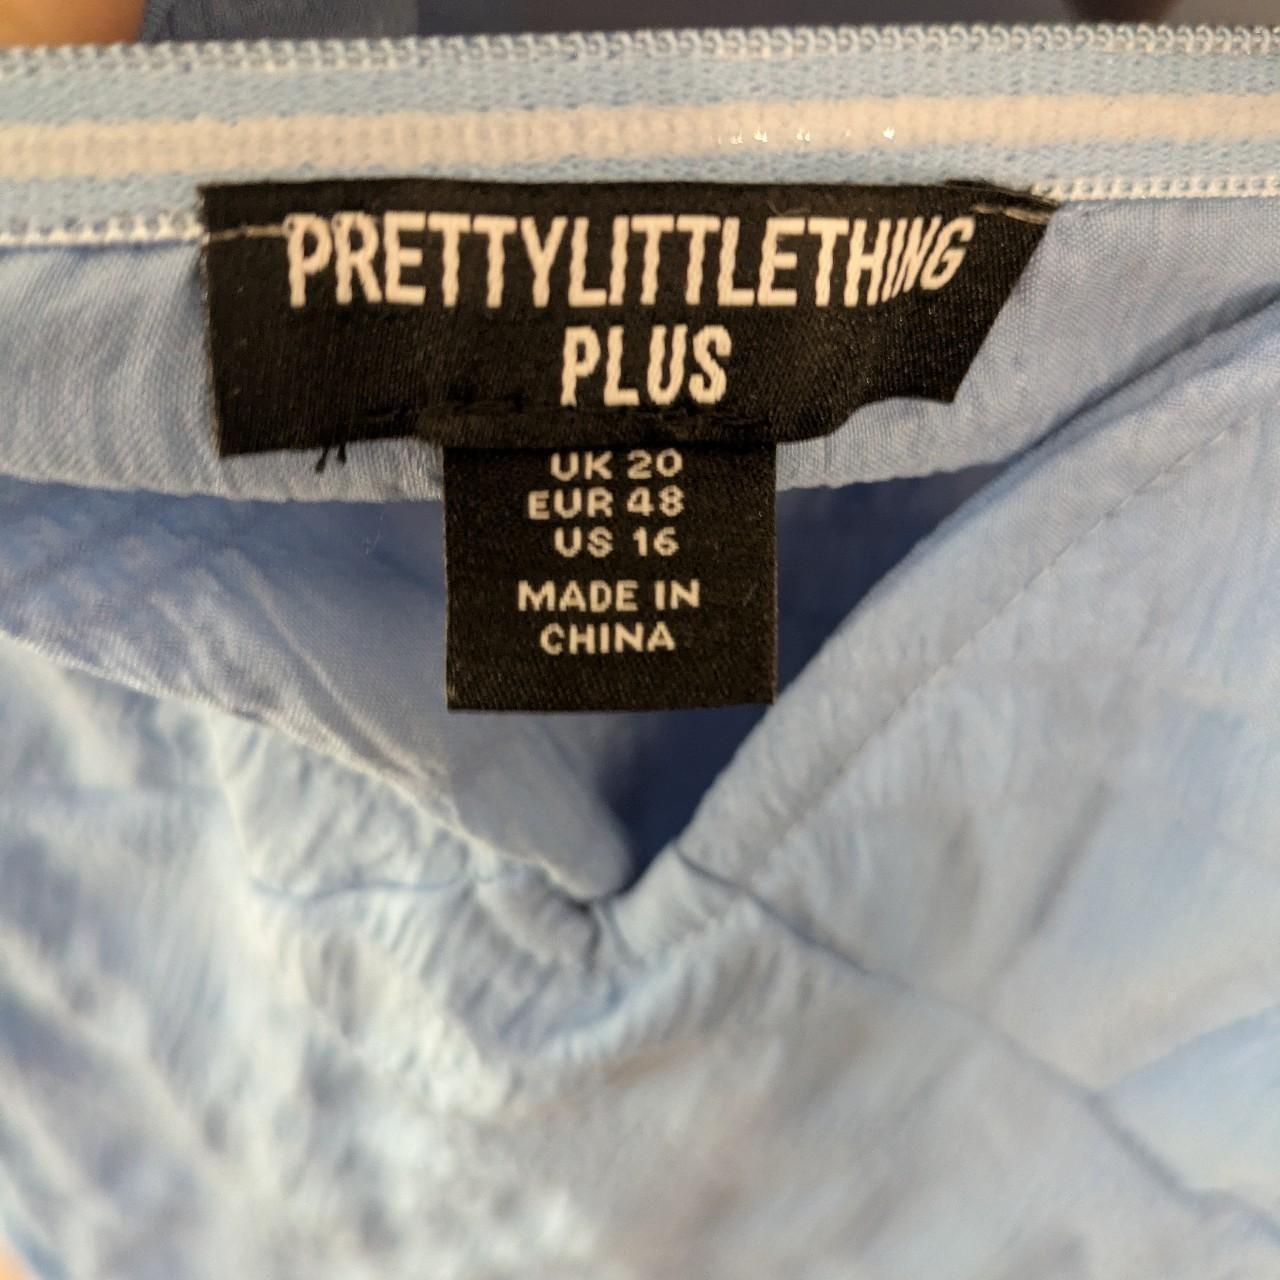 PRETTYLITTLETHING
PLUS
UK 20
EUR 48
US 16
MADE IN
CHINA